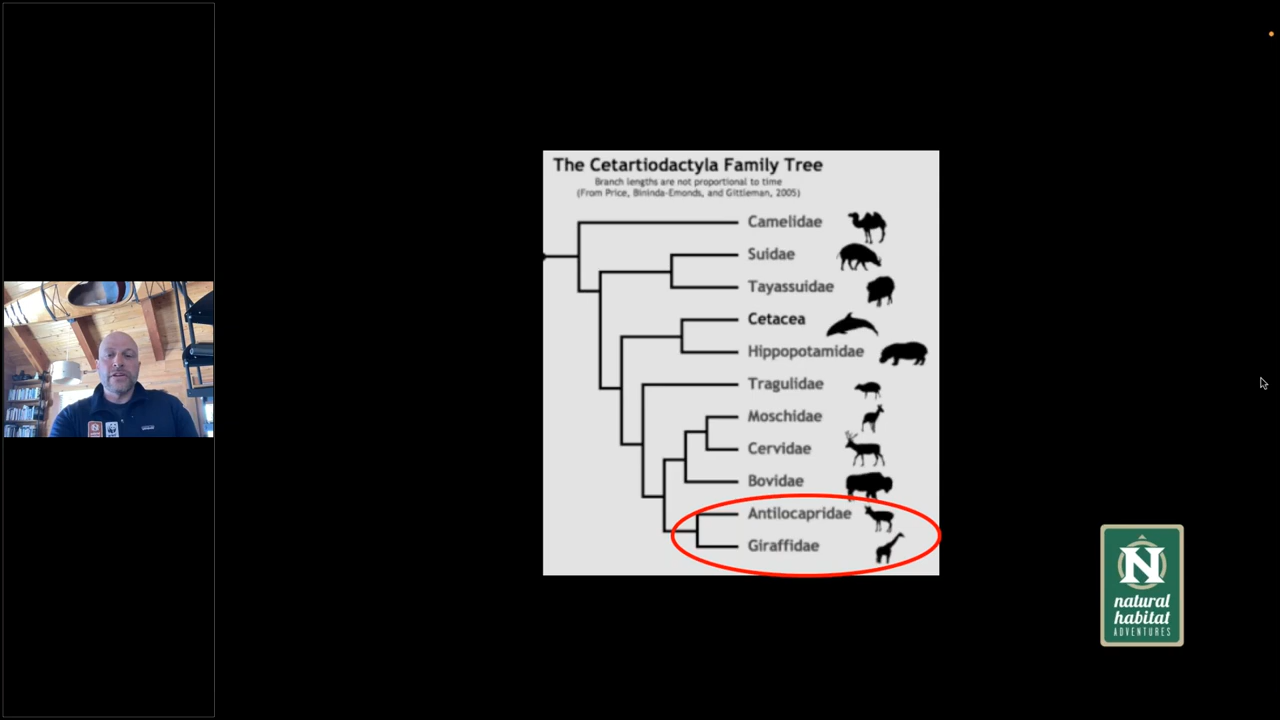 The Cetartiodactyla Family Tree
Branch lengths are not proportional to time
(From Price, Bininda-Emonds, and Gittleman, 2005)
Camelidae
Suidae
Tayassuidae
Cetacea
Hippopotamidae
Tragulidae
Moschidae
Cervidae
Bovidae
Antilocapridae
Giraffidae
N
natural
habitat
ADVENTURES